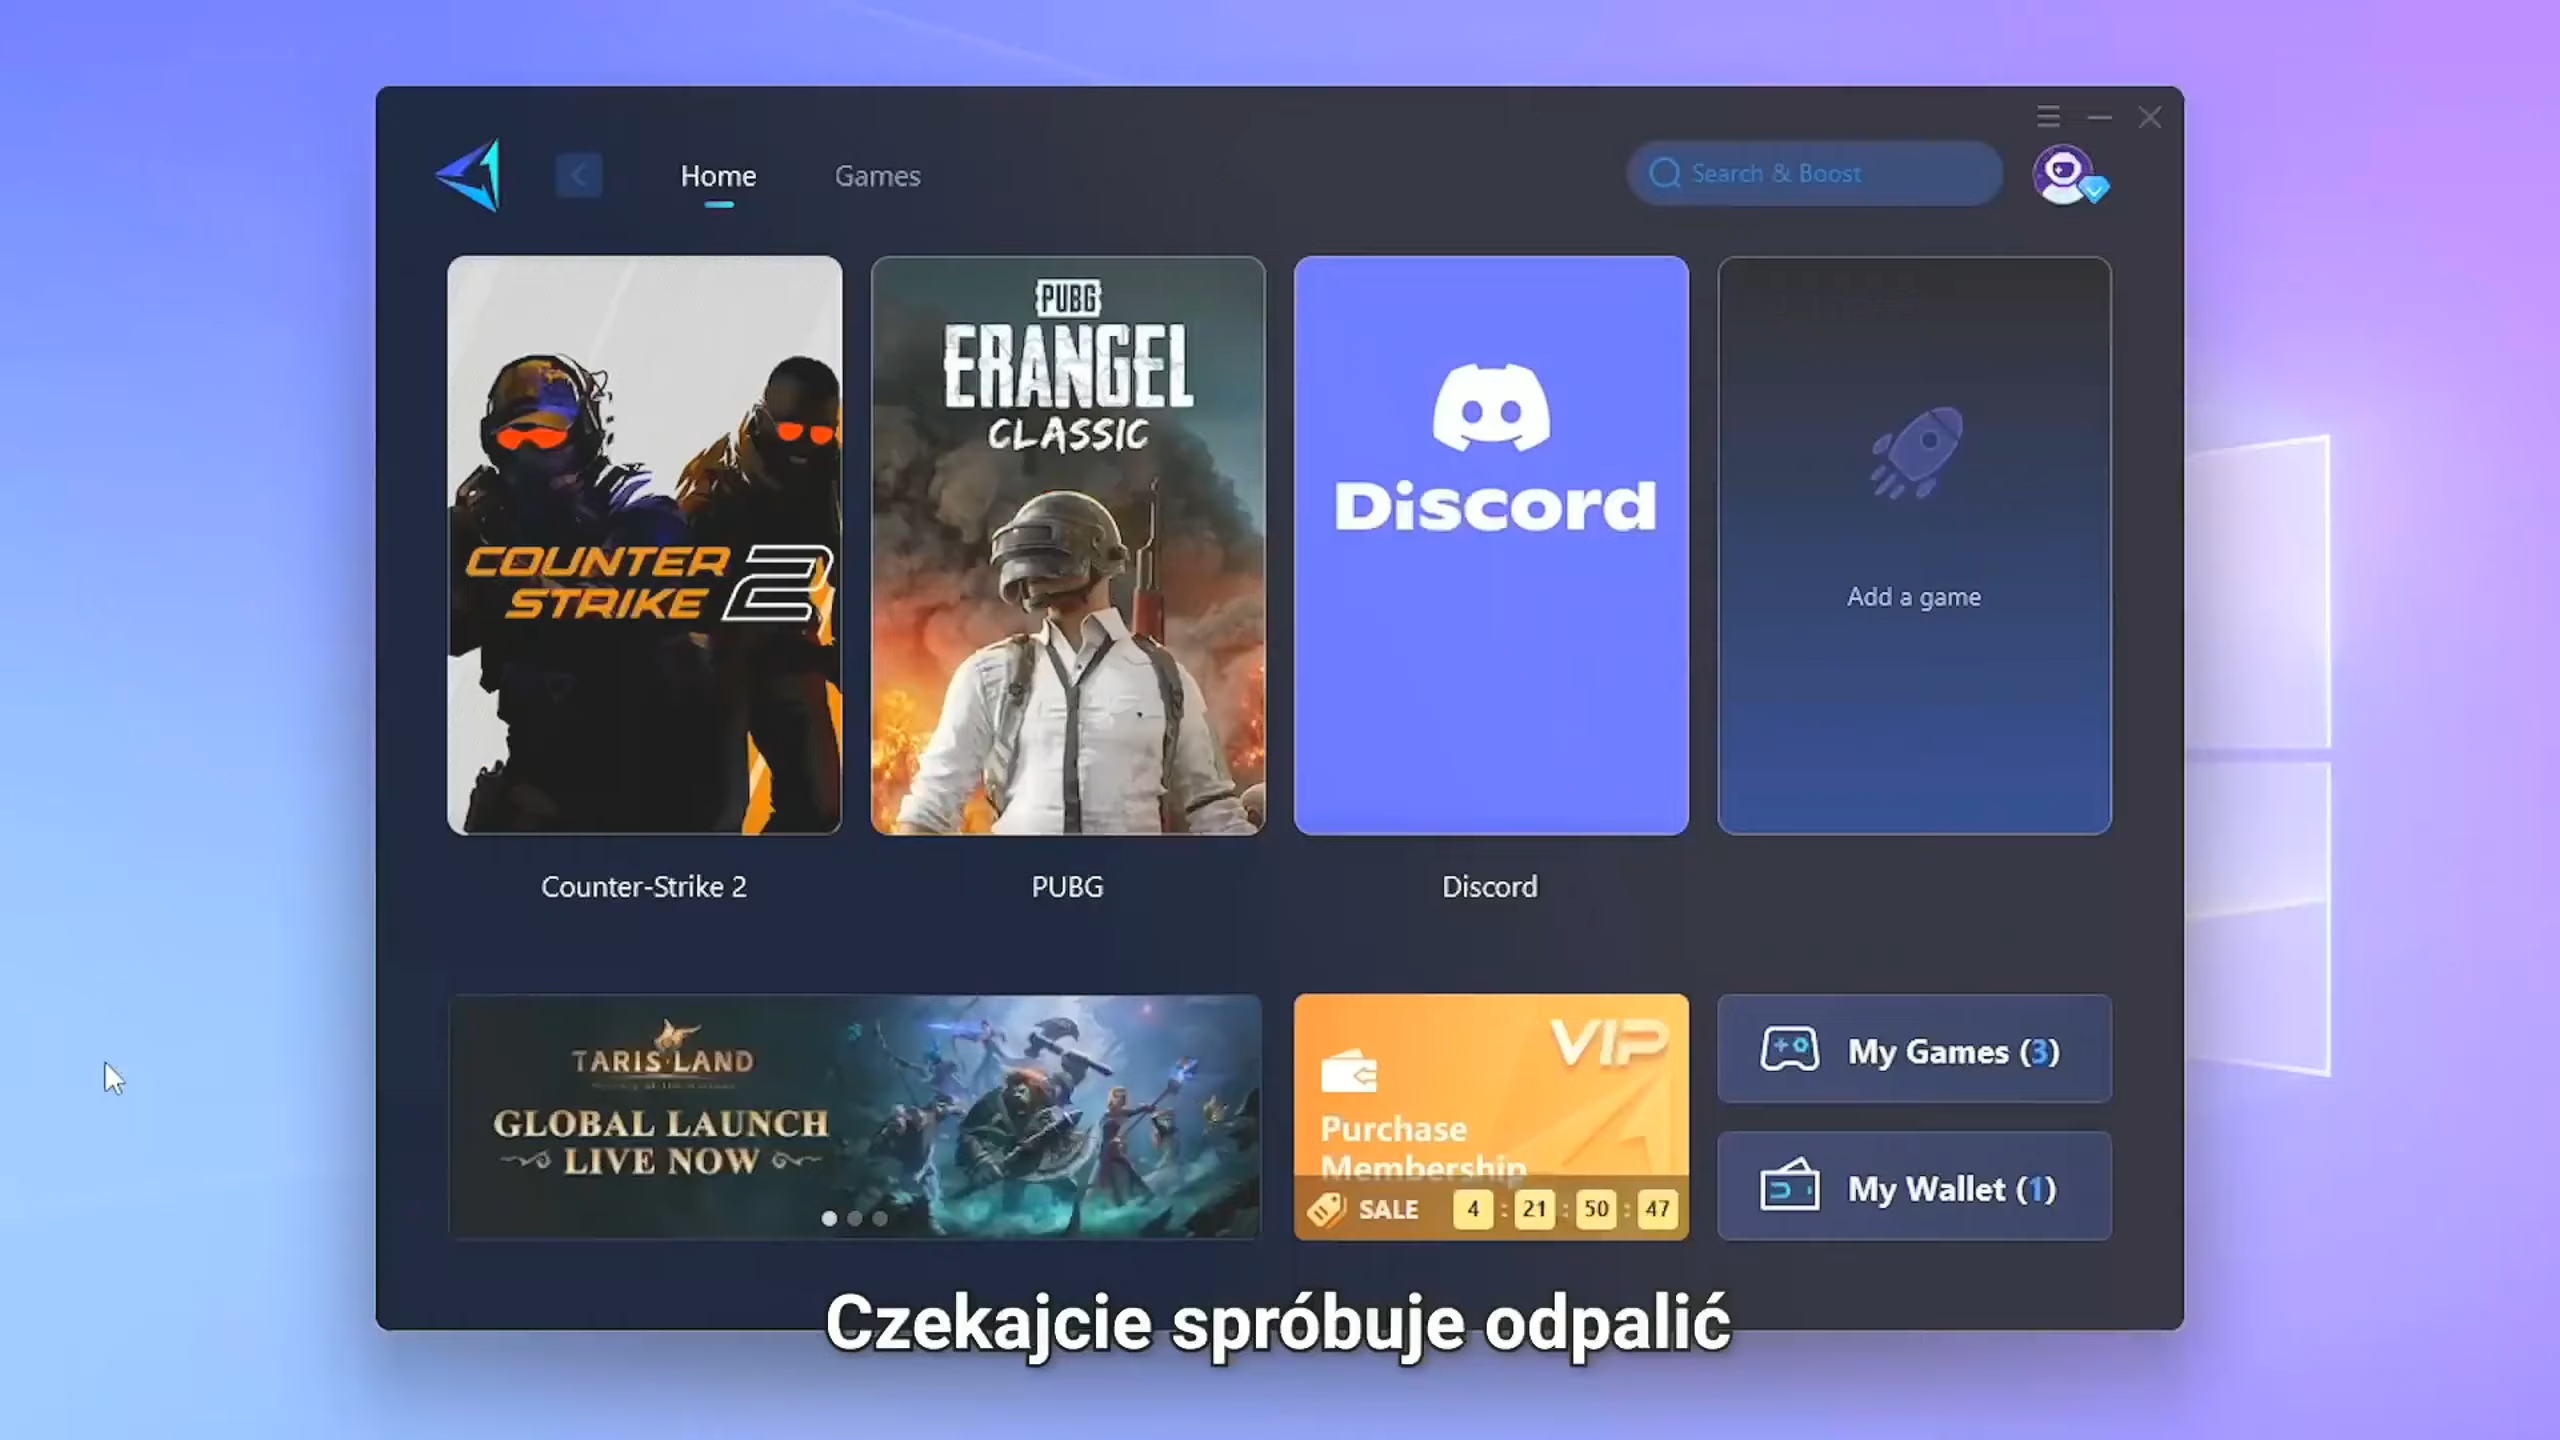 Home
Games
Search & Boost
COUNTER
STRIKE 2
PUBG
ERANGEL
CLASSIC
Discord
Add a game
Counter-Strike 2
PUBG
Discord
TARISLAND
GLOBAL LAUNCH
LIVE NOW
VIP
Purchase
Membership
SALE 4 : 21 : 50 : 47
My Games (3)
My Wallet (1)
Czekajcie spróbuje odpalić